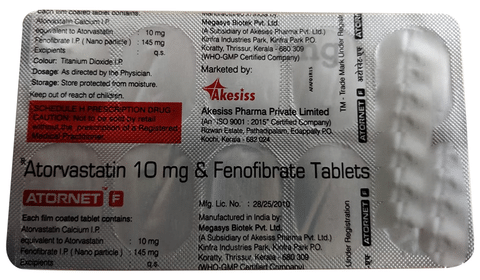 Each film coated tablet contains:
Atorvastatin Calcium I.P.
equivalent to Atorvastatin : 10 mg
Fenofibrate I.P. ( Nano particle ) : 145 mg
Excipients : q.s.
Colour: Titanium Dioxide I.P.
Dosage: As directed by the Physician.
Storage: Store protected from moisture.
Keep out of reach of children.
SCHEDULE H PRESCRIPTION DRUG
CAUTION: Not to be sold by retail
without the prescription of a Registered
Medical Practitioner.
Megasys Biotek Pvt. Ltd.
(A Subsidiary of Akesiss Pharma Pvt. Ltd.)
Kinfra Industries Park, Kinfra Park P.O.
Koratty, Thrissur, Kerala - 680 309
(WHO-GMP Certified Company)
Marketed by:
Akesiss
Akesiss Pharma Private Limited
An "ISO 9001 : 2015" Certified Company)
Rizwan Estate, Pathadipalam, Edappally P.O.
Kochi, Kerala - 682 024
TM - Trade Mark Under Registr
ATORNET F
Atorvastatin 10 mg & Fenofibrate Tablets
ATORNET F
Mfg. Lic. No. : 28/25/2010
Each film coated tablet contains:
Atorvastatin Calcium I.P.
equivalent to Atorvastatin : 10 mg
Fenofibrate I.P. ( Nano particle ) : 145 mg
Excipients q.s.
Manufactured in India by:
Megasys Biotek Pvt. Ltd.
(A Subsidiary of Akesiss Pharma Pvt. Ltd.)
Kinfra Industries Park, Kinfra Park P.O.
Koratty, Thrissur, Kerala - 680 309
(WHO-GMP Certified Company)
Under Registration
ATORNET F